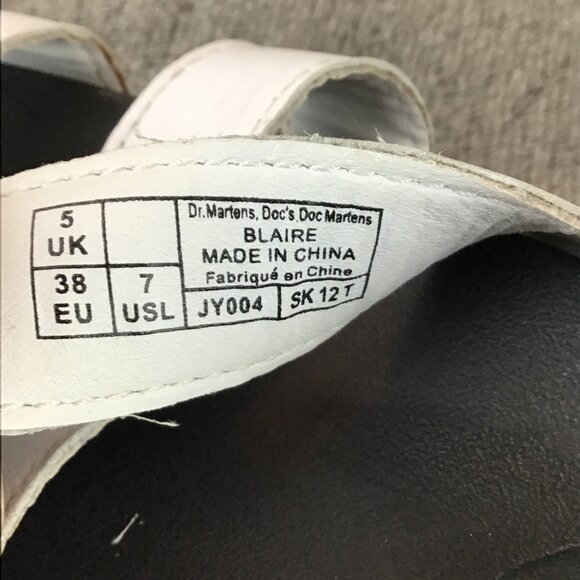 5
UK
38
EU
7
USL
Dr.Martens, Doc's, Doc Martens
BLAIRE
MADE IN CHINA
Fabriqué en Chine
JY004
SK 12 T